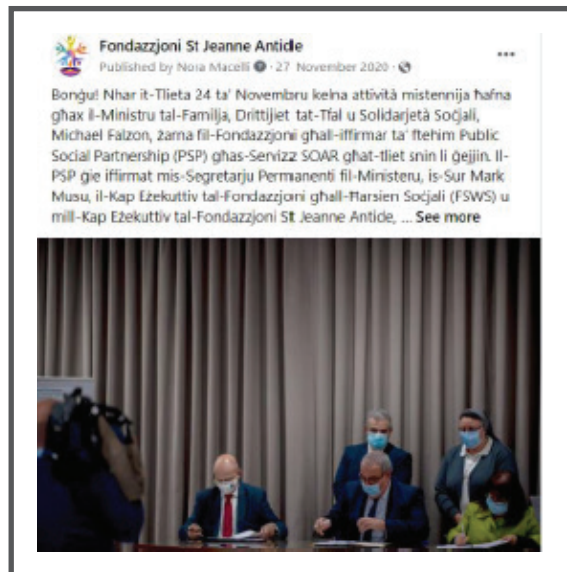 Fondazzjoni St Jeanne Antide
Published by Nora Macelli · 27 November 2020 ·
Bonġu! Nhar it-Tlieta 24 ta' Novembru kelna attività mistennija ħafna
għax il-Ministru tal-Familja, Drittijiet tat-Tfal u Solidarjetà Soċjali,
Michael Falzon, żarna fil-Fondazzjoni għall-iffirmar ta' ftehim Public
Social Partnership (PSP) għas-Servizz SOAR għat-tliet snin li ġejjin. Il-
PSP ġie iffirmat mis-Segretarju Permanenti fil-Ministeru, is-Sur Mark
Musu, il-Kap Eżekuttiv tal-Fondazzjoni għall-Ħarsien Soċjali (FSWS) u
mill-Kap Eżekuttiv tal-Fondazzjoni St Jeanne Antide, ... See more